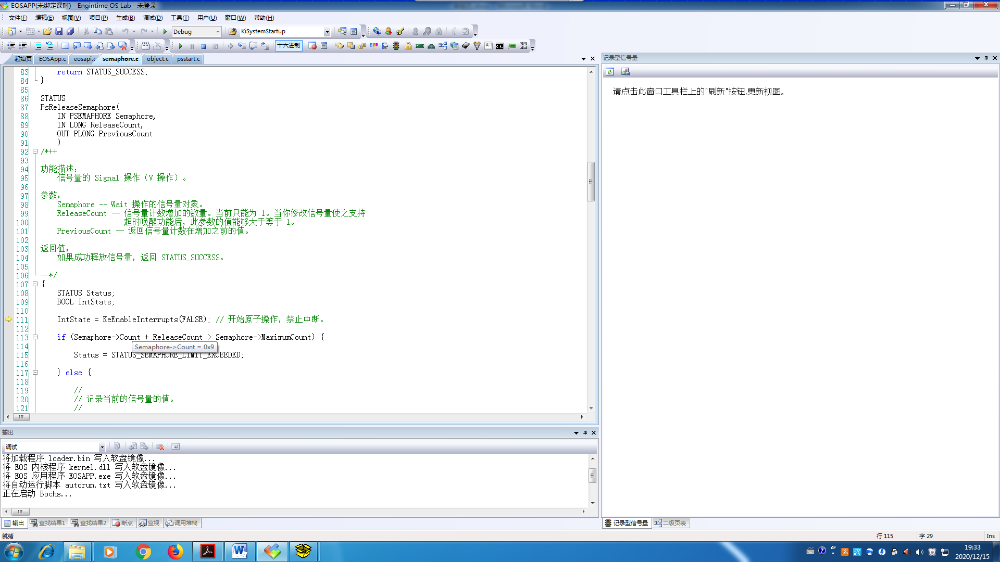 EOSAPP(未绑定课时) - Engintime OS Lab - 未登录
文件(F) 编辑(E) 视图(V) 项目(P) 生成(B) 调试(D) 工具(T) 用户(U) 窗口(W) 帮助(H)
Debug KiSystemStartup
十六进制
起始页 EOSApp.c eosapi.c semaphore.c object.c psstart.c
83 return STATUS_SUCCESS;
84 }
85
86 STATUS
87 PsReleaseSemaphore(
88 IN PSEMAPHORE Semaphore,
89 IN LONG ReleaseCount,
90 OUT PLONG PreviousCount
91 )
92 /*++
93
94 功能描述:
95 信号量的 Signal 操作（V 操作）。
96
97 参数:
98 Semaphore -- Wait 操作的信号量对象。
99 ReleaseCount -- 信号量计数增加的数量。当前只能为 1。当你修改信号量使之支持
100 超时唤醒功能后，此参数的值能够大于等于 1。
101 PreviousCount -- 返回信号量计数在增加之前的值。
102
103 返回值:
104 如果成功释放信号量，返回 STATUS_SUCCESS。
105
106 --*/
107 {
108 STATUS Status;
109 BOOL IntState;
110
111 IntState = KeEnableInterrupts(FALSE); // 开始原子操作，禁止中断。
112
113 if (Semaphore->Count + ReleaseCount > Semaphore->MaximumCount) {
114
Semaphore->Count = 0x9
115 Status = STATUS_SEMAPHORE_LIMIT_EXCEEDED;
116
117 } else {
118
119 //
120 // 记录当前的信号量的值。
121 //
记录型信号量
请点击此窗口工具栏上的"刷新"按钮,更新视图。
输出
调试
将加载程序 loader.bin 写入软盘镜像...
将 EOS 内核程序 kernel.dll 写入软盘镜像...
将 EOS 应用程序 EOSAPP.exe 写入软盘镜像...
将自动运行脚本 autorun.txt 写入软盘镜像...
正在启动 Bochs...
输出 查找结果1 查找结果2 断点 监视 调用堆栈
记录型信号量 二级页表
就绪 行 115 字 29 Ins
19:33
2020/12/15